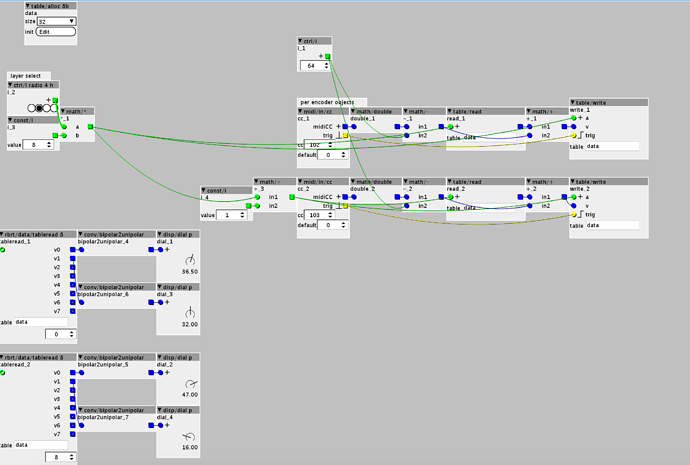 table/alloc 8b
data
size 32
init Edit
ctrl/i
i_1
64
layer select
ctrl/i radio 4 h
i_2
const/i
i_3
value 8
math/*
*_1
a
b
per encoder objects
midi/in/cc
cc_1
midiCC
trig
cc 102
default 0
math/double
double_1
math/-
-_1
in1
in2
table/read
read_1
table data
math/+
+_1
in1
in2
table/write
write_1
a
v
trig
table data
const/i
i_4
value 1
math/+
+_3
in1
in2
midi/in/cc
cc_2
midiCC
trig
cc 103
default 0
math/double
double_2
math/-
-_2
in1
in2
table/read
read_2
table data
math/+
+_2
in1
in2
table/write
write_2
a
v
trig
table data
rbrt/data/tableread 8
tableread_1
v0
v1
v2
v3
v4
v5
v6
v7
table data
0
conv/bipolar2unipolar
bipolar2unipolar_4
disp/dial p
dial_1
36.50
conv/bipolar2unipolar
bipolar2unipolar_6
disp/dial p
dial_3
32.00
rbrt/data/tableread 8
tableread_2
v0
v1
v2
v3
v4
v5
v6
v7
table data
8
conv/bipolar2unipolar
bipolar2unipolar_5
disp/dial p
dial_2
47.00
conv/bipolar2unipolar
bipolar2unipolar_7
disp/dial p
dial_4
16.00